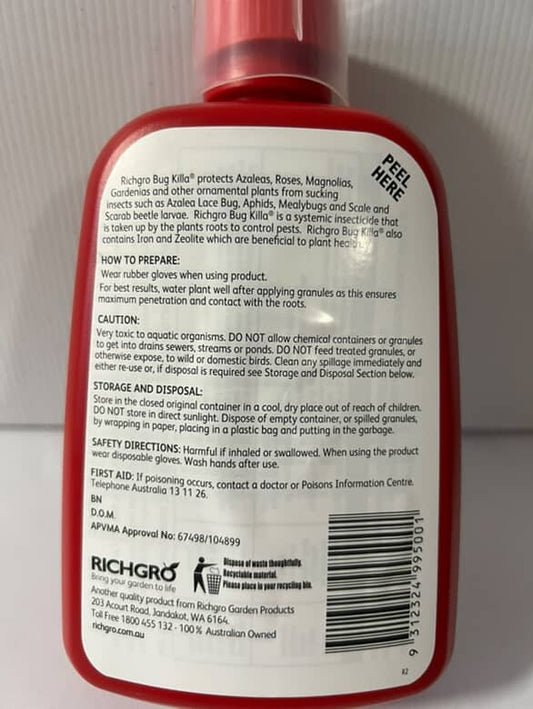 PEEL
HERE
Richgro Bug Killa® protects Azaleas, Roses, Magnolias,
Gardenias and other ornamental plants from sucking
insects such as Azalea Lace Bug, Aphids, Mealybugs and Scale and
Scarab beetle larvae. Richgro Bug Killa® is a systemic insecticide that
is taken up by the plants roots to control pests. Richgro Bug Killa® also
contains Iron and Zeolite which are beneficial to plant health.
HOW TO PREPARE:
Wear rubber gloves when using product.
For best results, water plant well after applying granules as this ensures
maximum penetration and contact with the roots.
CAUTION:
Very toxic to aquatic organisms. DO NOT allow chemical containers or granules
to get into drains sewers, streams or ponds. DO NOT feed treated granules, or
otherwise expose, to wild or domestic birds. Clean any spillage immediately and
either re-use or, if disposal is required see Storage and Disposal Section below.
STORAGE AND DISPOSAL:
Store in the closed original container in a cool, dry place out of reach of children.
DO NOT store in direct sunlight. Dispose of empty container, or spilled granules,
by wrapping in paper, placing in a plastic bag and putting in the garbage.
SAFETY DIRECTIONS: Harmful if inhaled or swallowed. When using the product
wear disposable gloves. Wash hands after use.
FIRST AID: If poisoning occurs, contact a doctor or Poisons Information Centre.
Telephone Australia 13 11 26.
BN
D.O.M.
APVMA Approval No: 67498/104899
RICHGRO
Bring your garden to life
Dispose of waste thoughtfully.
Recyclable material.
Please place in your recycling bin.
Another quality product from Richgro Garden Products
203 Acourt Road, Jandakot, WA 6164.
Toll Free 1800 455 132 - 100% Australian Owned
richgro.com.au
9 312324 995001
R2